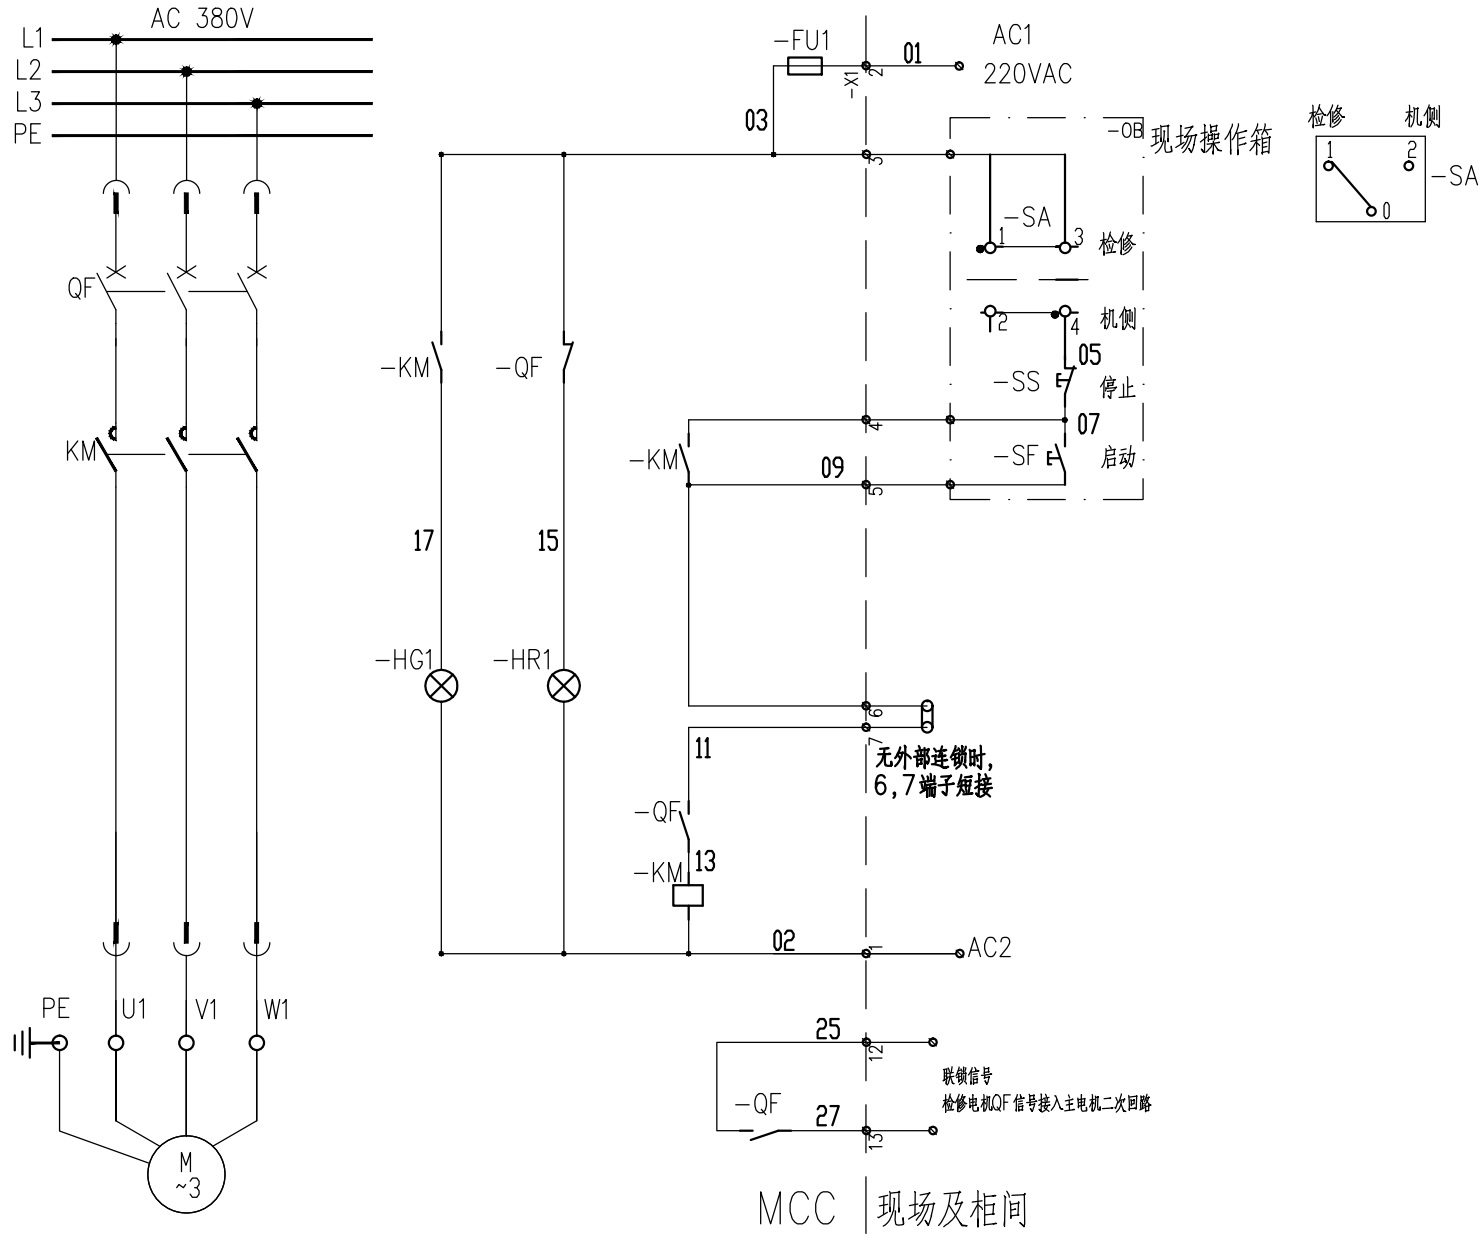 AC 380V
L1
L2
L3
PE
QF
KM
PE
U1
V1
W1
M
~3
-FU1
-X1
2
01
AC1
220VAC
03
3
-OB
现场操作箱
-SA
1
3
检修
2
4
机侧
05
-SS
停止
07
-SF
启动
检修
机侧
1
2
0
-SA
-KM
-QF
4
-KM
09
5
17
15
-HG1
-HR1
6
7
11
无外部连锁时,
6,7端子短接
-QF
13
-KM
02
1
AC2
25
12
联锁信号
检修电机QF信号接入主电机二次回路
-QF
27
13
MCC
现场及柜间